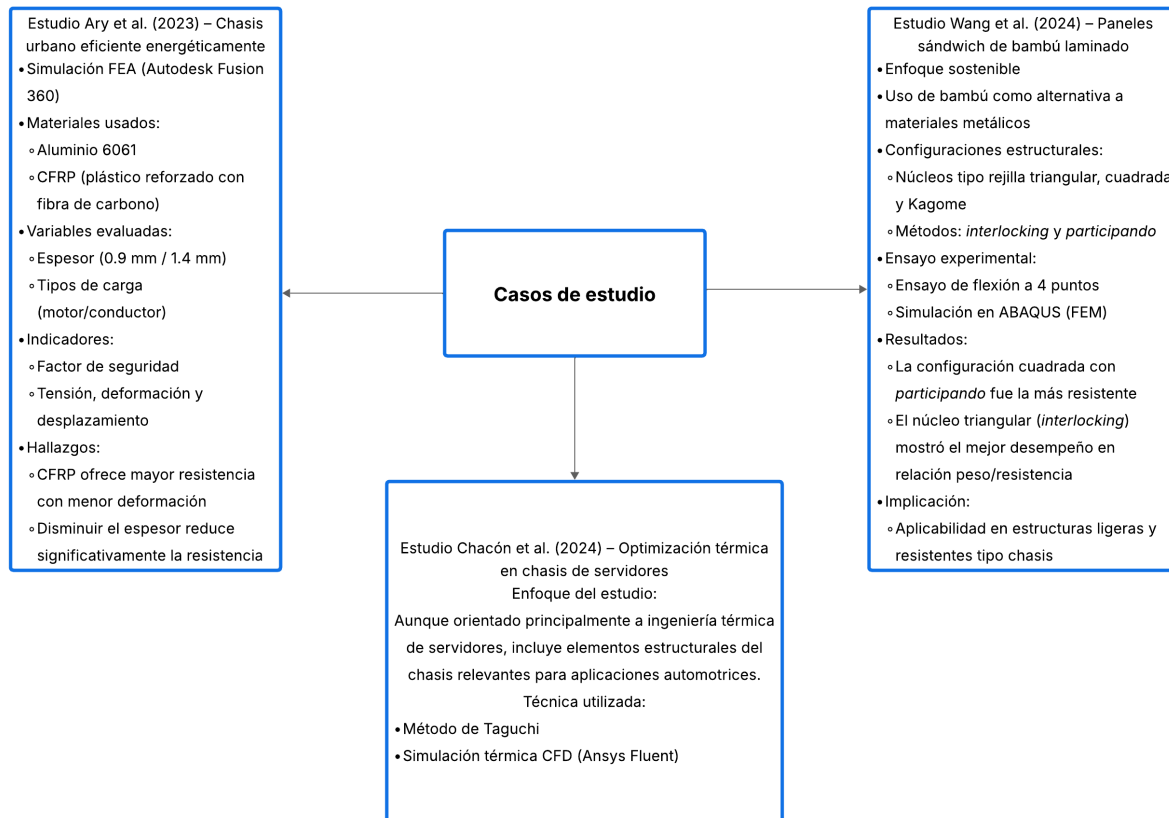 Estudio Ary et al. (2023) – Chasis
urbano eficiente energéticamente
•Simulación FEA (Autodesk Fusion
360)
•Materiales usados:
∘Aluminio 6061
∘CFRP (plástico reforzado con
fibra de carbono)
•Variables evaluadas:
∘Espesor (0.9 mm / 1.4 mm)
∘Tipos de carga
(motor/conductor)
•Indicadores:
∘Factor de seguridad
∘Tensión, deformación y
desplazamiento
•Hallazgos:
∘CFRP ofrece mayor resistencia
con menor deformación
∘Disminuir el espesor reduce
significativamente la resistencia
Casos de estudio
Estudio Wang et al. (2024) – Paneles
sándwich de bambú laminado
•Enfoque sostenible
•Uso de bambú como alternativa a
materiales metálicos
•Configuraciones estructurales:
∘Núcleos tipo rejilla triangular, cuadrada
y Kagome
∘Métodos: interlocking y participando
•Ensayo experimental:
∘Ensayo de flexión a 4 puntos
∘Simulación en ABAQUS (FEM)
•Resultados:
∘La configuración cuadrada con
participando fue la más resistente
∘El núcleo triangular (interlocking)
mostró el mejor desempeño en
relación peso/resistencia
•Implicación:
∘Aplicabilidad en estructuras ligeras y
resistentes tipo chasis
Estudio Chacón et al. (2024) – Optimización térmica
en chasis de servidores
Enfoque del estudio:
Aunque orientado principalmente a ingeniería térmica
de servidores, incluye elementos estructurales del
chasis relevantes para aplicaciones automotrices.
Técnica utilizada:
•Método de Taguchi
•Simulación térmica CFD (Ansys Fluent)